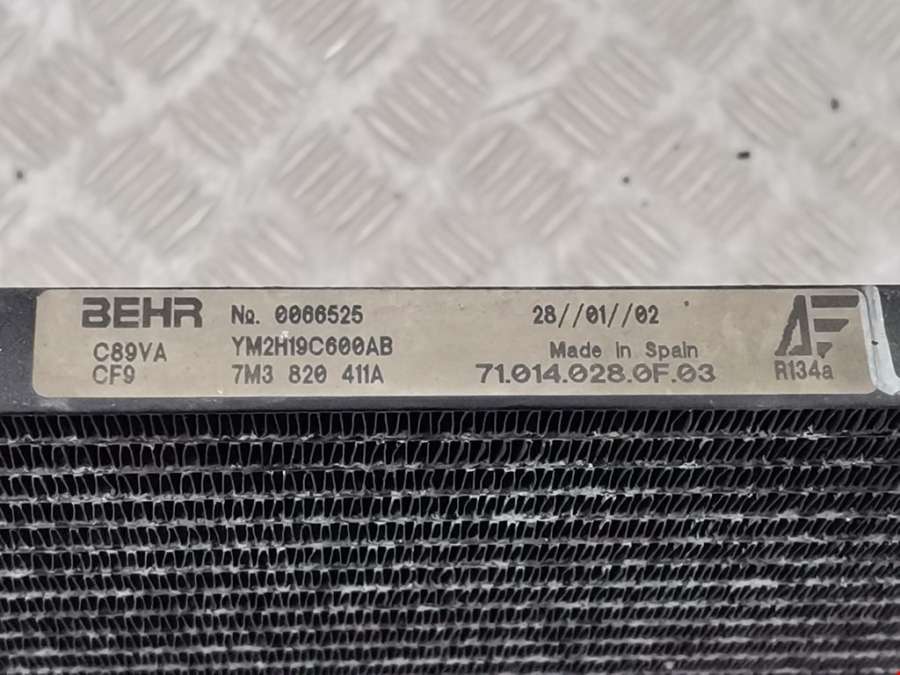 BEHR
No. 0066525
28//01//02
AF
C89VA
YM2H19C600AB
Made in Spain
CF9
7M3 820 411A
71.014.028.0F.03
R134a